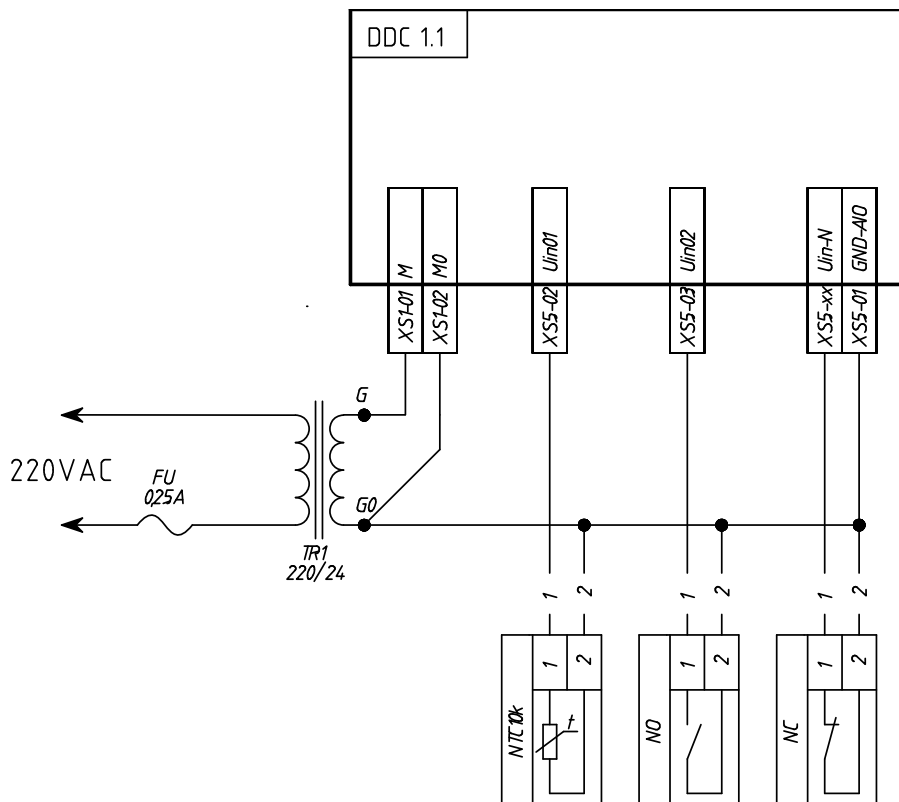 DDC 1.1
XS1-01 M
XS1-02 M0
XS5-02 Uin01
XS5-03 Uin02
XS5-xx Uin-N
XS5-01 GND-AIO
G
220VAC
FU
0,25A
G0
TR1
220/24
1 2 1 2 1 2
1 2 1 2 1 2
NTC10k
t
NO
NC